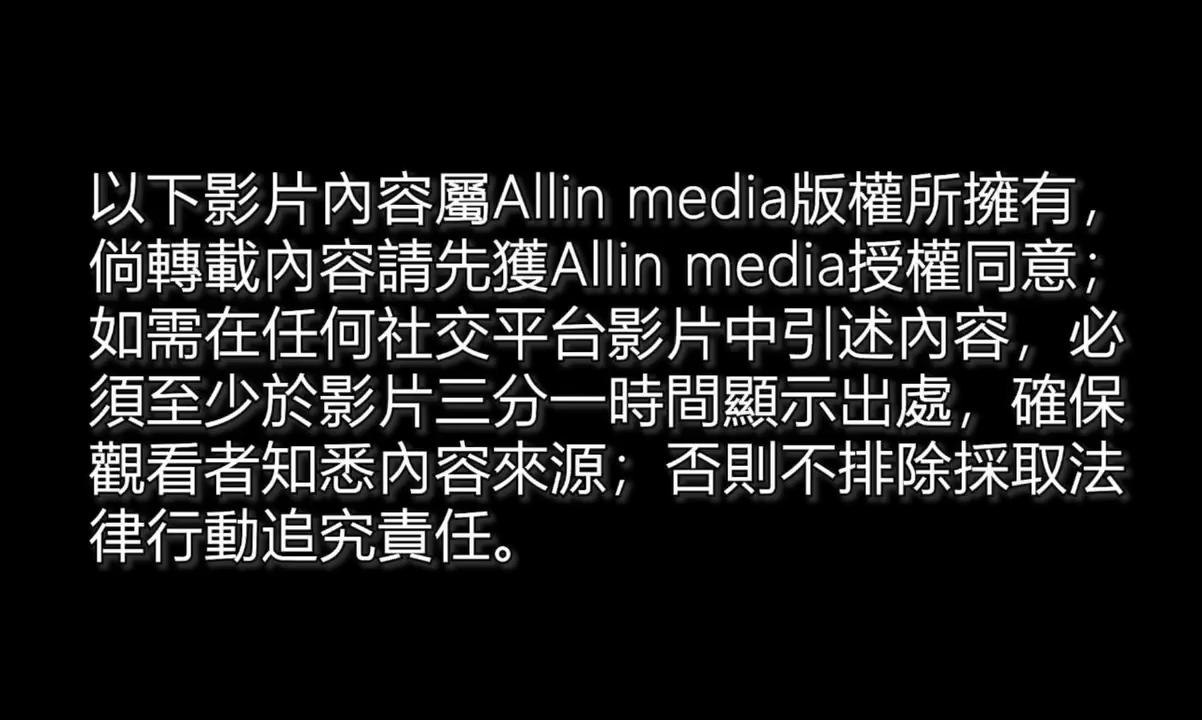 以下影片內容屬Allin media版權所擁有，
倘轉載內容請先獲Allin media授權同意；
如需在任何社交平台影片中引述內容，必
須至少於影片三分一時間顯示出處，確保
觀看者知悉內容來源；否則不排除採取法
律行動追究責任。